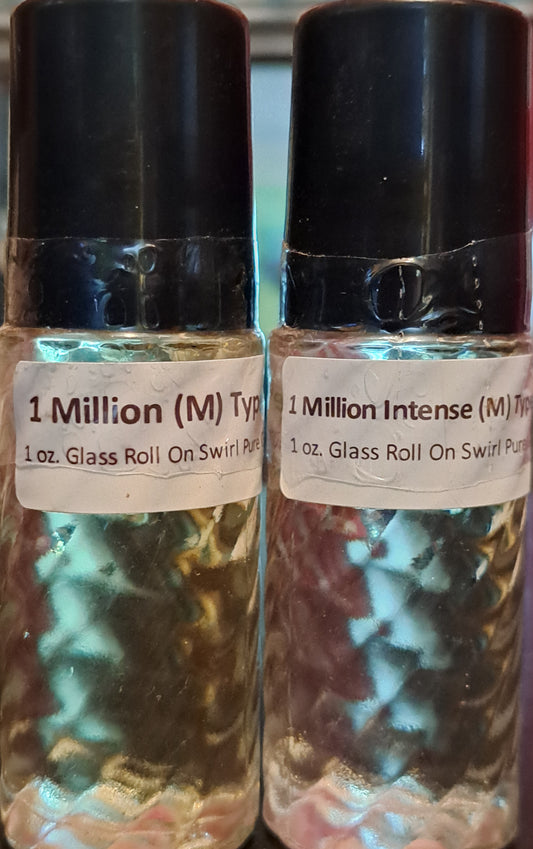 1 Million (M) Typ
1 oz. Glass Roll On Swirl Pure
1 Million Intense (M) Typ
1 oz. Glass Roll On Swirl Pure